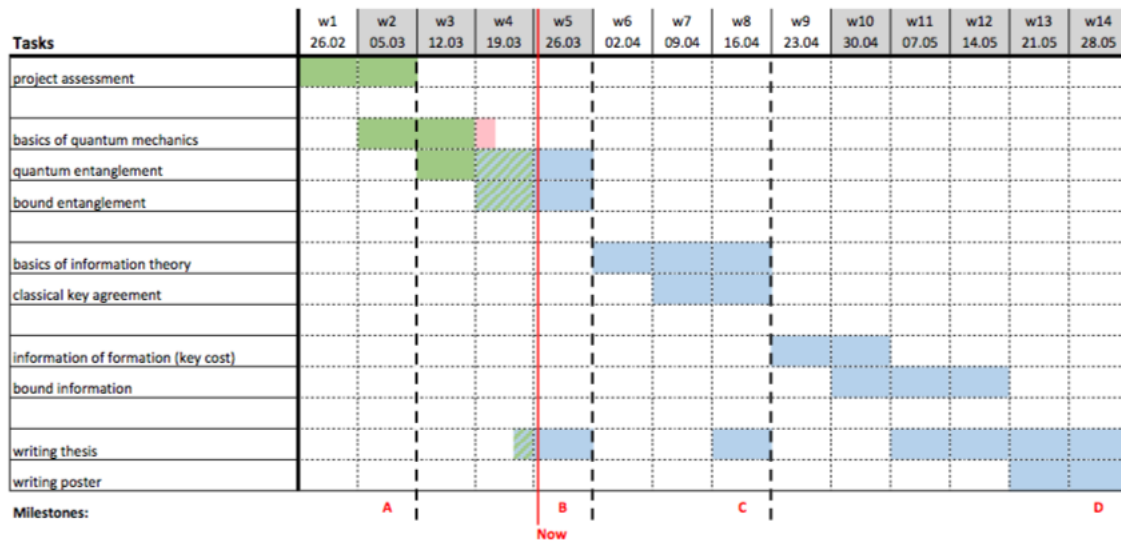 w1 w2 w3 w4 w5 w6 w7 w8 w9 w10 w11 w12 w13 w14
Tasks 26.02 05.03 12.03 19.03 26.03 02.04 09.04 16.04 23.04 30.04 07.05 14.05 21.05 28.05
project assessment
basics of quantum mechanics
quantum entanglement
bound entanglement
basics of information theory
classical key agreement
information of formation (key cost)
bound information
writing thesis
writing poster
Milestones: A B C D
Now